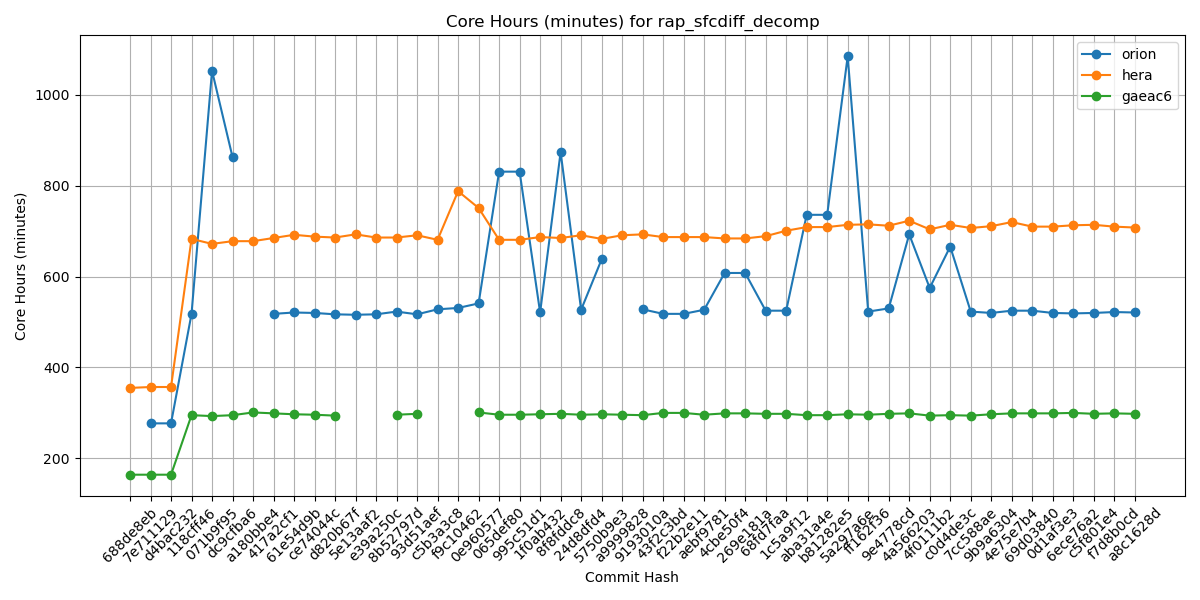 Core Hours (minutes) for rap_sfcdiff_decomp
orion
hera
gaeac6
Core Hours (minutes)
1000
800
600
400
200
688de8eb
7e711129
d4bac232
118cff46
071b9f95
dc9cfba6
a180bbe4
417a2cf1
61e54d9b
ce74044c
d820b67f
5e13aaf2
e39a250c
8b52797d
93d51aef
c5b3a3c8
f9c10462
0e960577
065def80
995c51d1
1f0ab432
8f8fddc8
24d8dfd4
5750b9e3
a9999828
9193010a
43f2c3bd
f22b2e11
aebf9781
4cbe50f4
269e181a
68fd7faa
1c5a9f12
aba31a4e
b81282e5
5a297a6e
ff162f36
9e4778cd
4a56203
4f0111b2
c0d4de3c
7cc588ae
9b9a6304
4e75e7b4
69d03840
0d1af3e3
6ece76a2
c5f801e4
f7d8b0cd
a8c1628d
Commit Hash